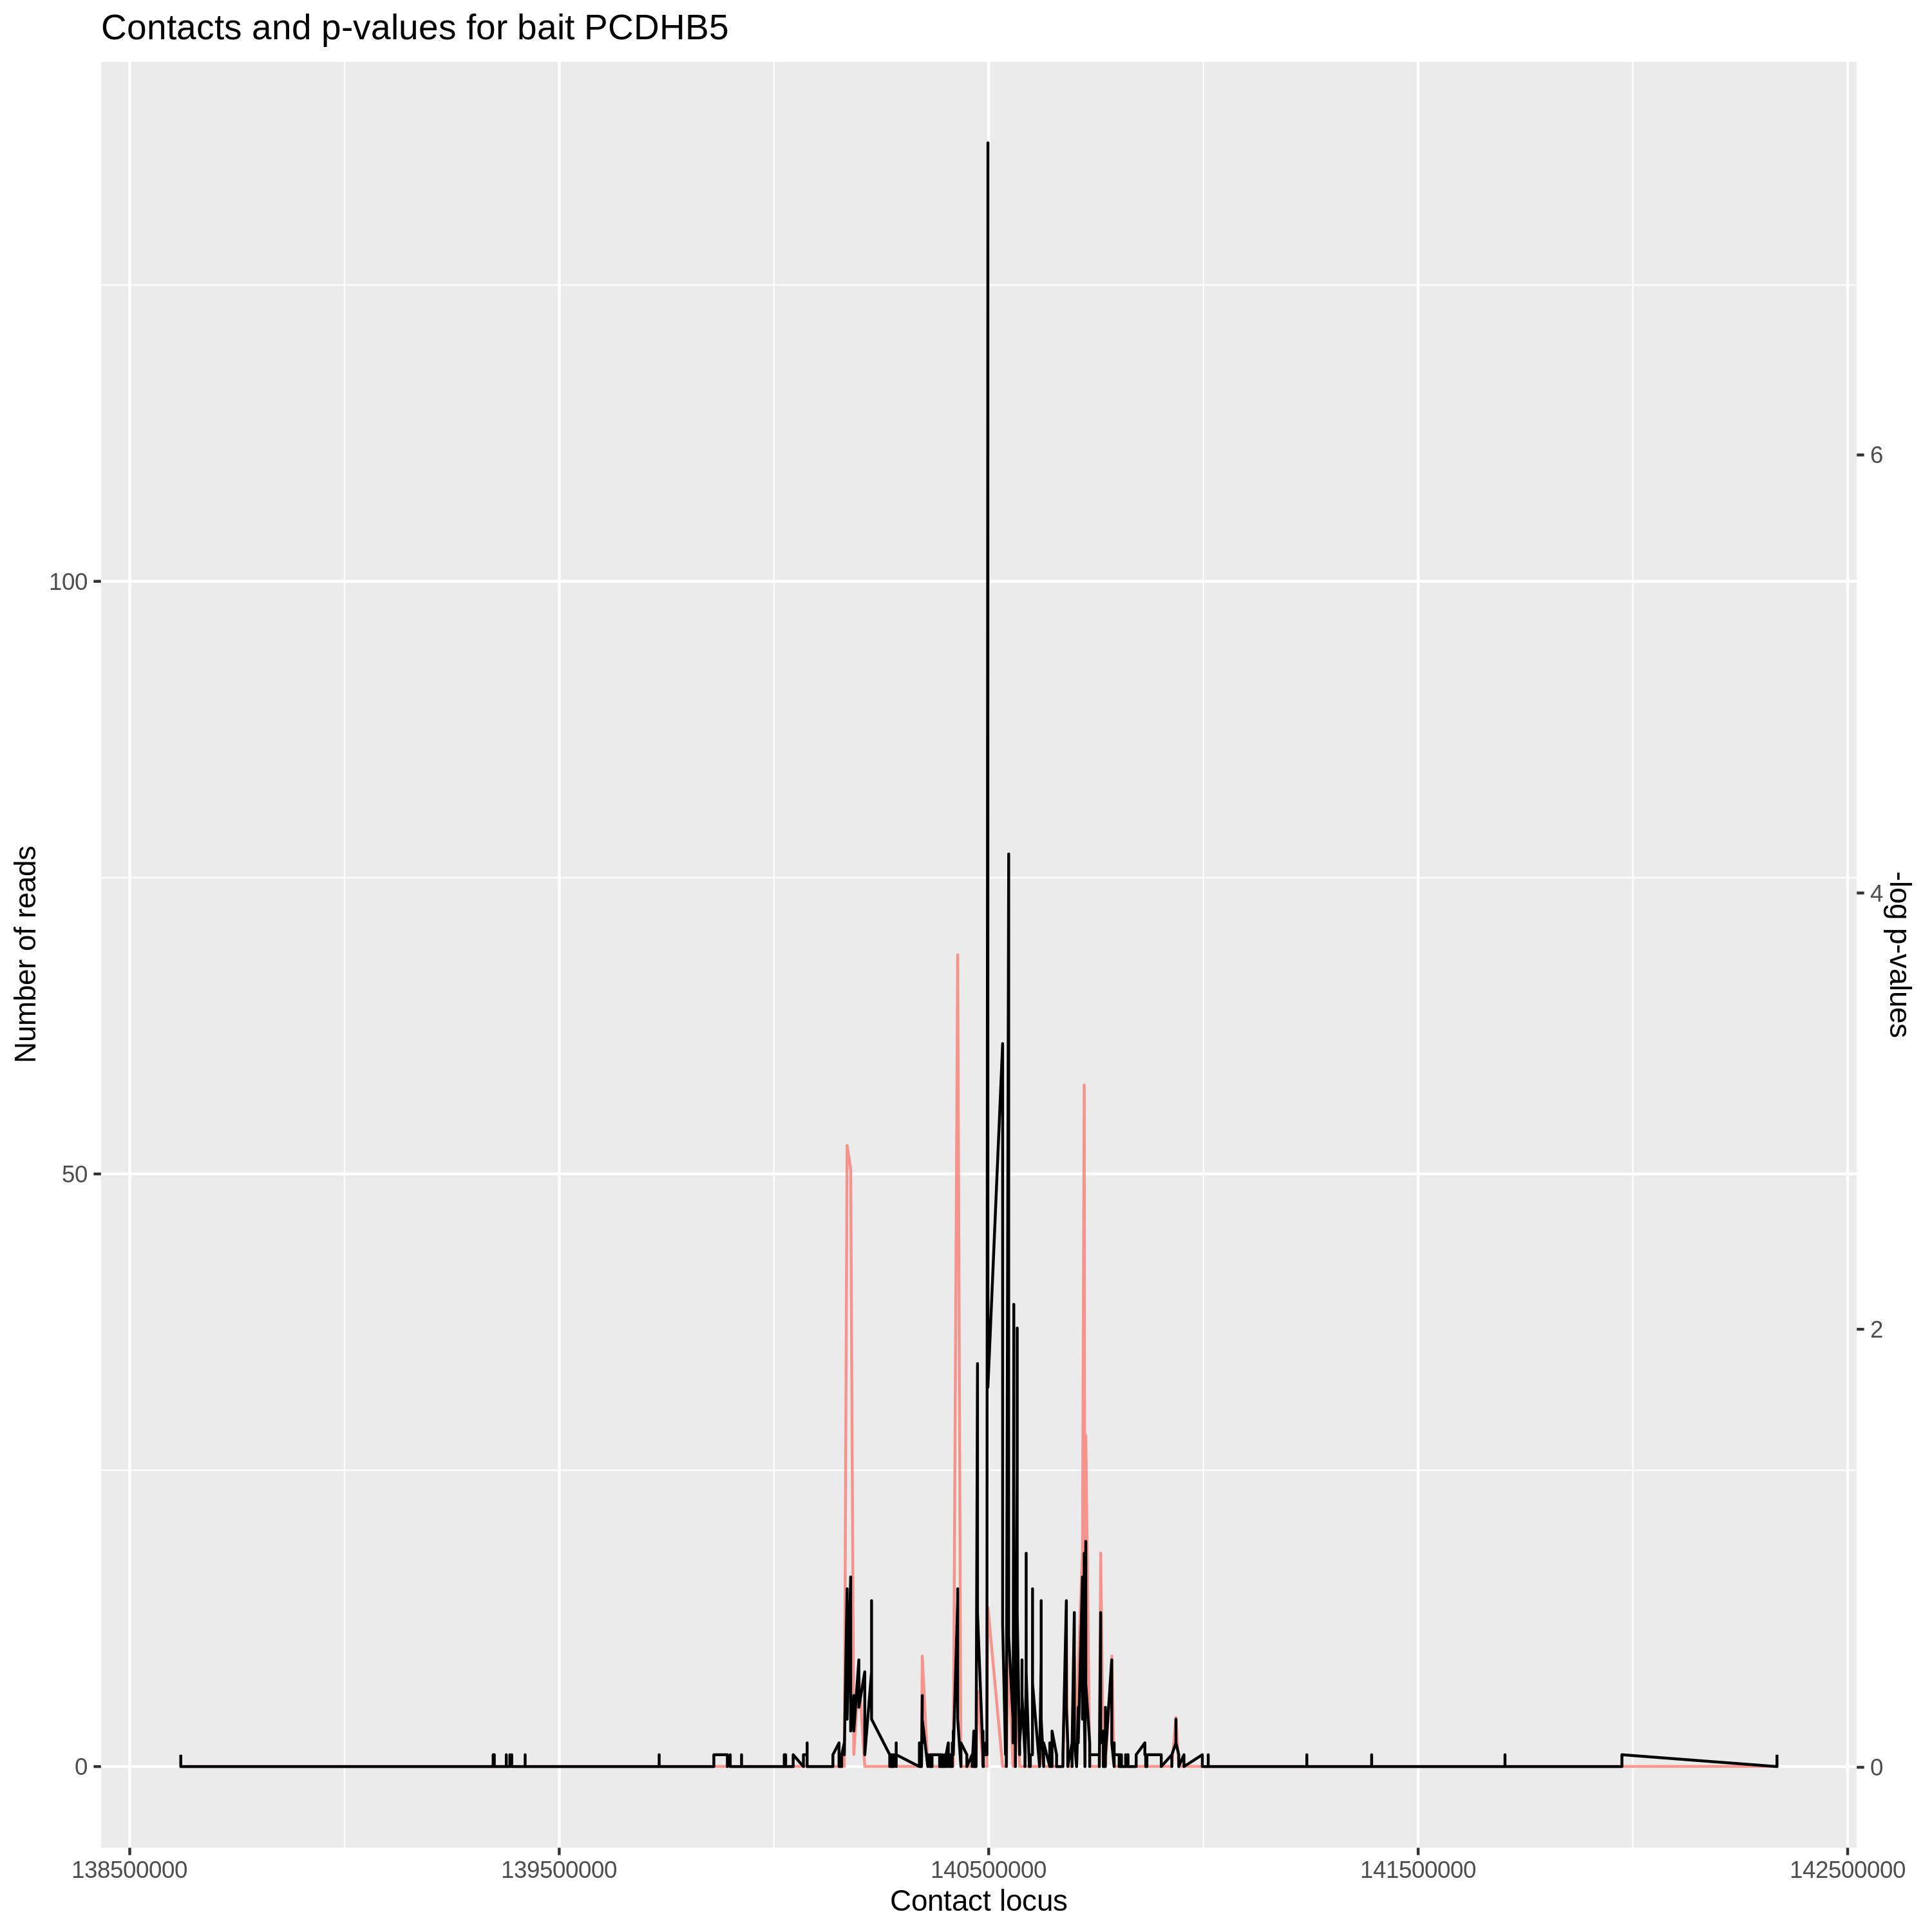 Contacts and p-values for bait PCDHB5
Number of reads
100
50
0
6
4
2
0
-log p-values
138500000 139500000 140500000 141500000 142500000
Contact locus